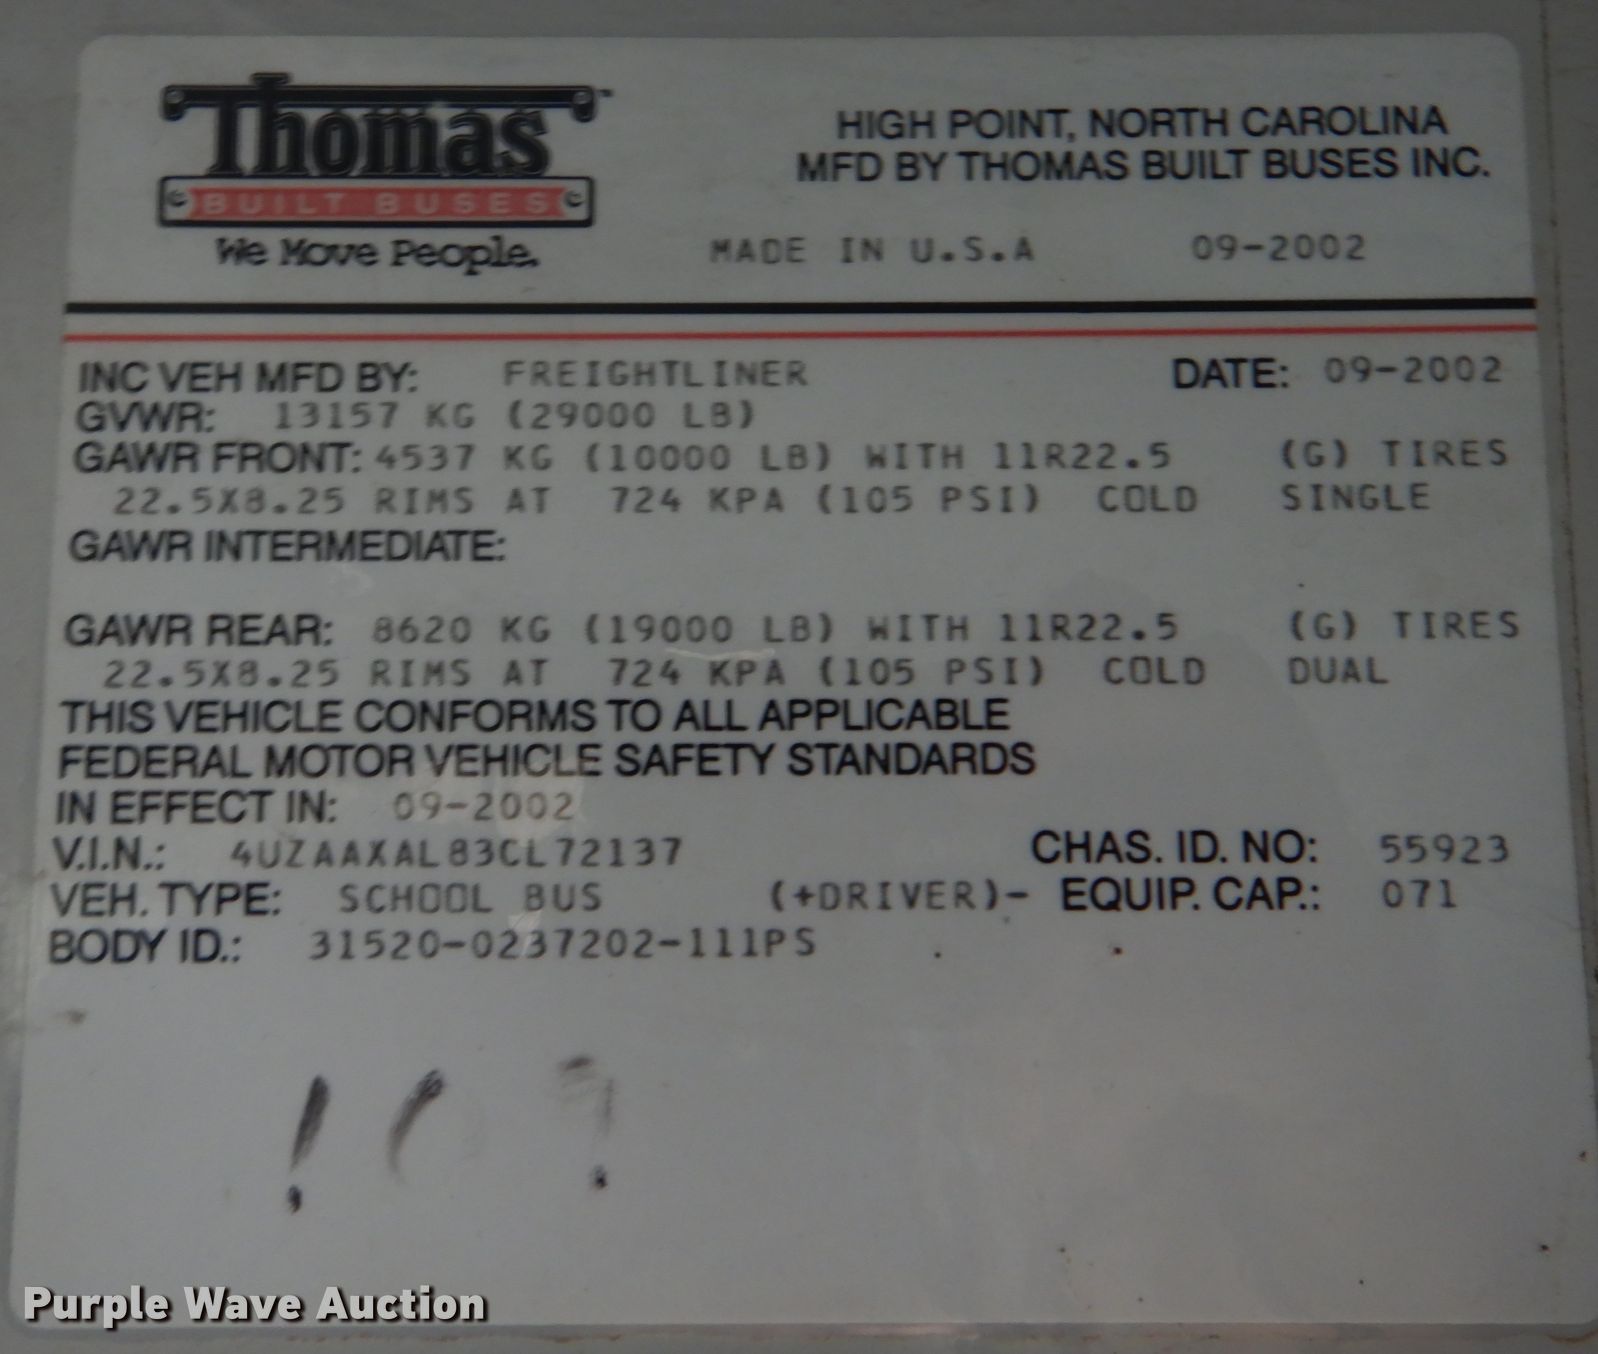 Thomas
BUILT BUSES
We Move People.
HIGH POINT, NORTH CAROLINA
MFD BY THOMAS BUILT BUSES INC.
MADE IN U.S.A 09-2002
INC VEH MFD BY: FREIGHTLINER DATE: 09-2002
GVWR: 13157 KG (29000 LB)
GAWR FRONT: 4537 KG (10000 LB) WITH 11R22.5 (G) TIRES
22.5X8.25 RIMS AT 724 KPA (105 PSI) COLD SINGLE
GAWR INTERMEDIATE:
GAWR REAR: 8620 KG (19000 LB) WITH 11R22.5 (G) TIRES
22.5X8.25 RIMS AT 724 KPA (105 PSI) COLD DUAL
THIS VEHICLE CONFORMS TO ALL APPLICABLE
FEDERAL MOTOR VEHICLE SAFETY STANDARDS
IN EFFECT IN: 09-2002
V.I.N.: 4UZAAXAL83CL72137 CHAS. ID. NO: 55923
VEH. TYPE: SCHOOL BUS (+DRIVER)- EQUIP. CAP.: 071
BODY ID.: 31520-0237202-111PS
Purple Wave Auction